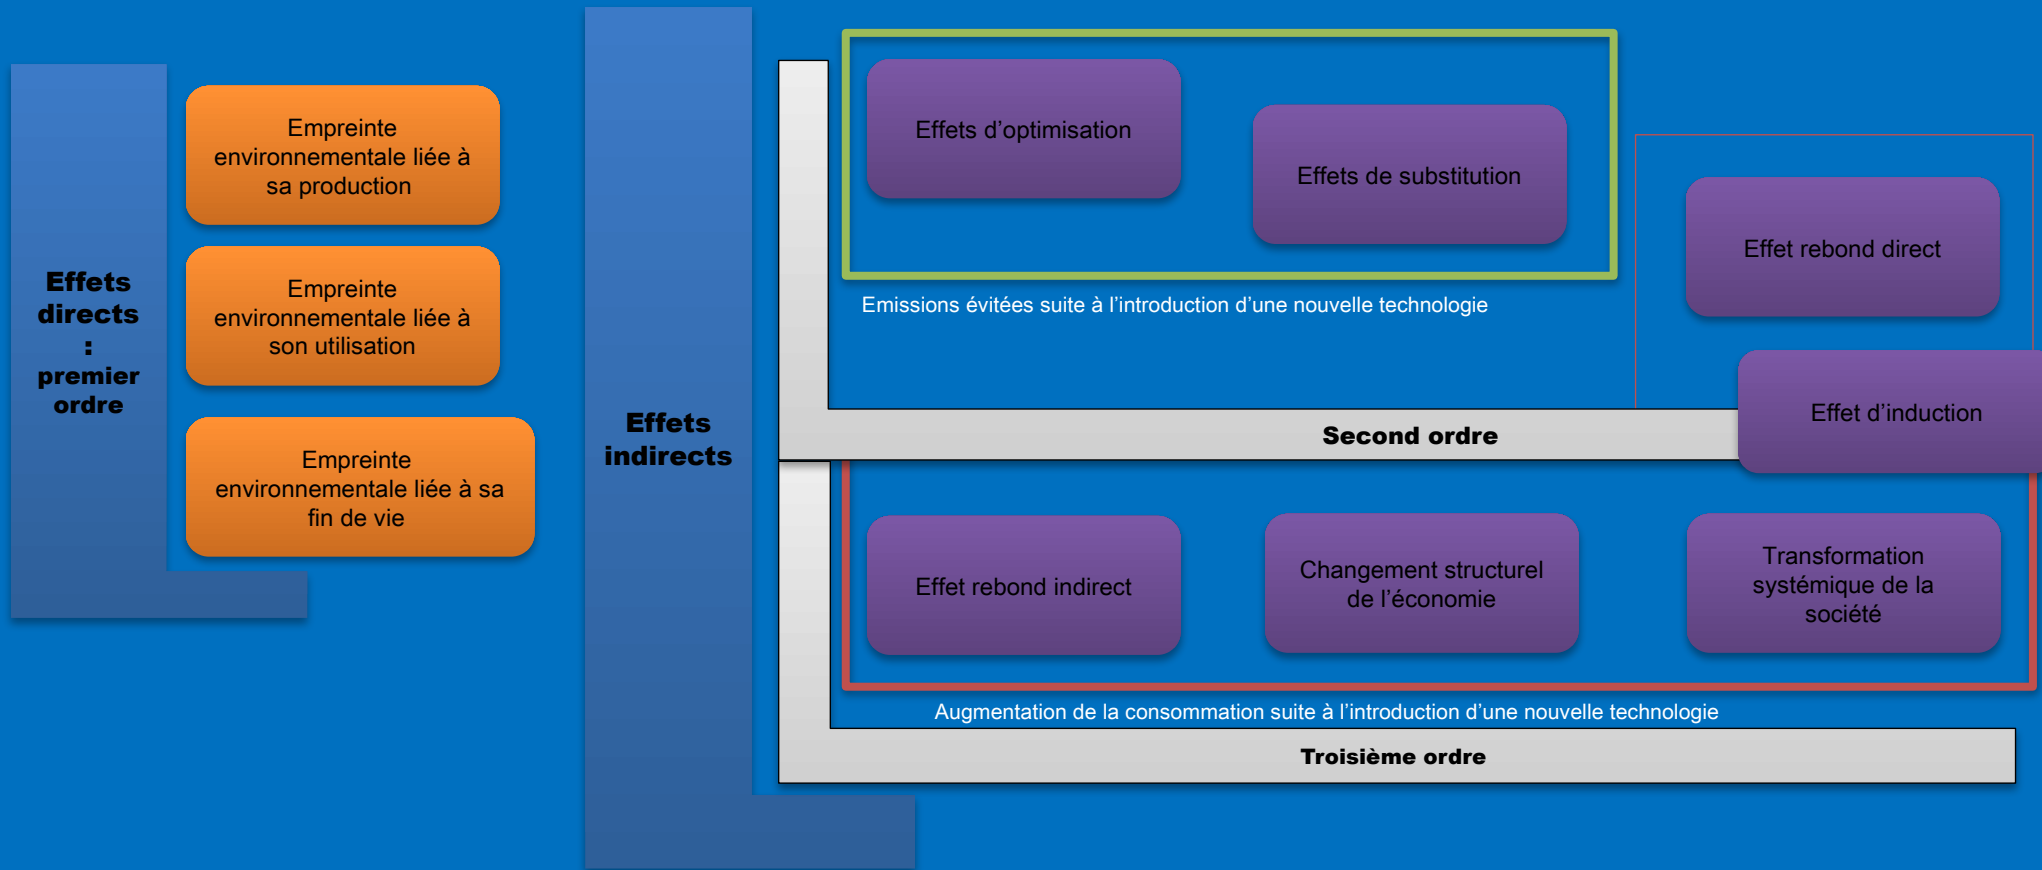 Effets
directs
:
premier
ordre
Empreinte
environnementale liée à
sa production
Empreinte
environnementale liée à
son utilisation
Empreinte
environnementale liée à sa
fin de vie
Effets
indirects
Effets d’optimisation
Effets de substitution
Emissions évitées suite à l’introduction d’une nouvelle technologie
Effet rebond direct
Effet d’induction
Second ordre
Effet rebond indirect
Changement structurel
de l’économie
Transformation
systémique de la
société
Augmentation de la consommation suite à l’introduction d’une nouvelle technologie
Troisième ordre